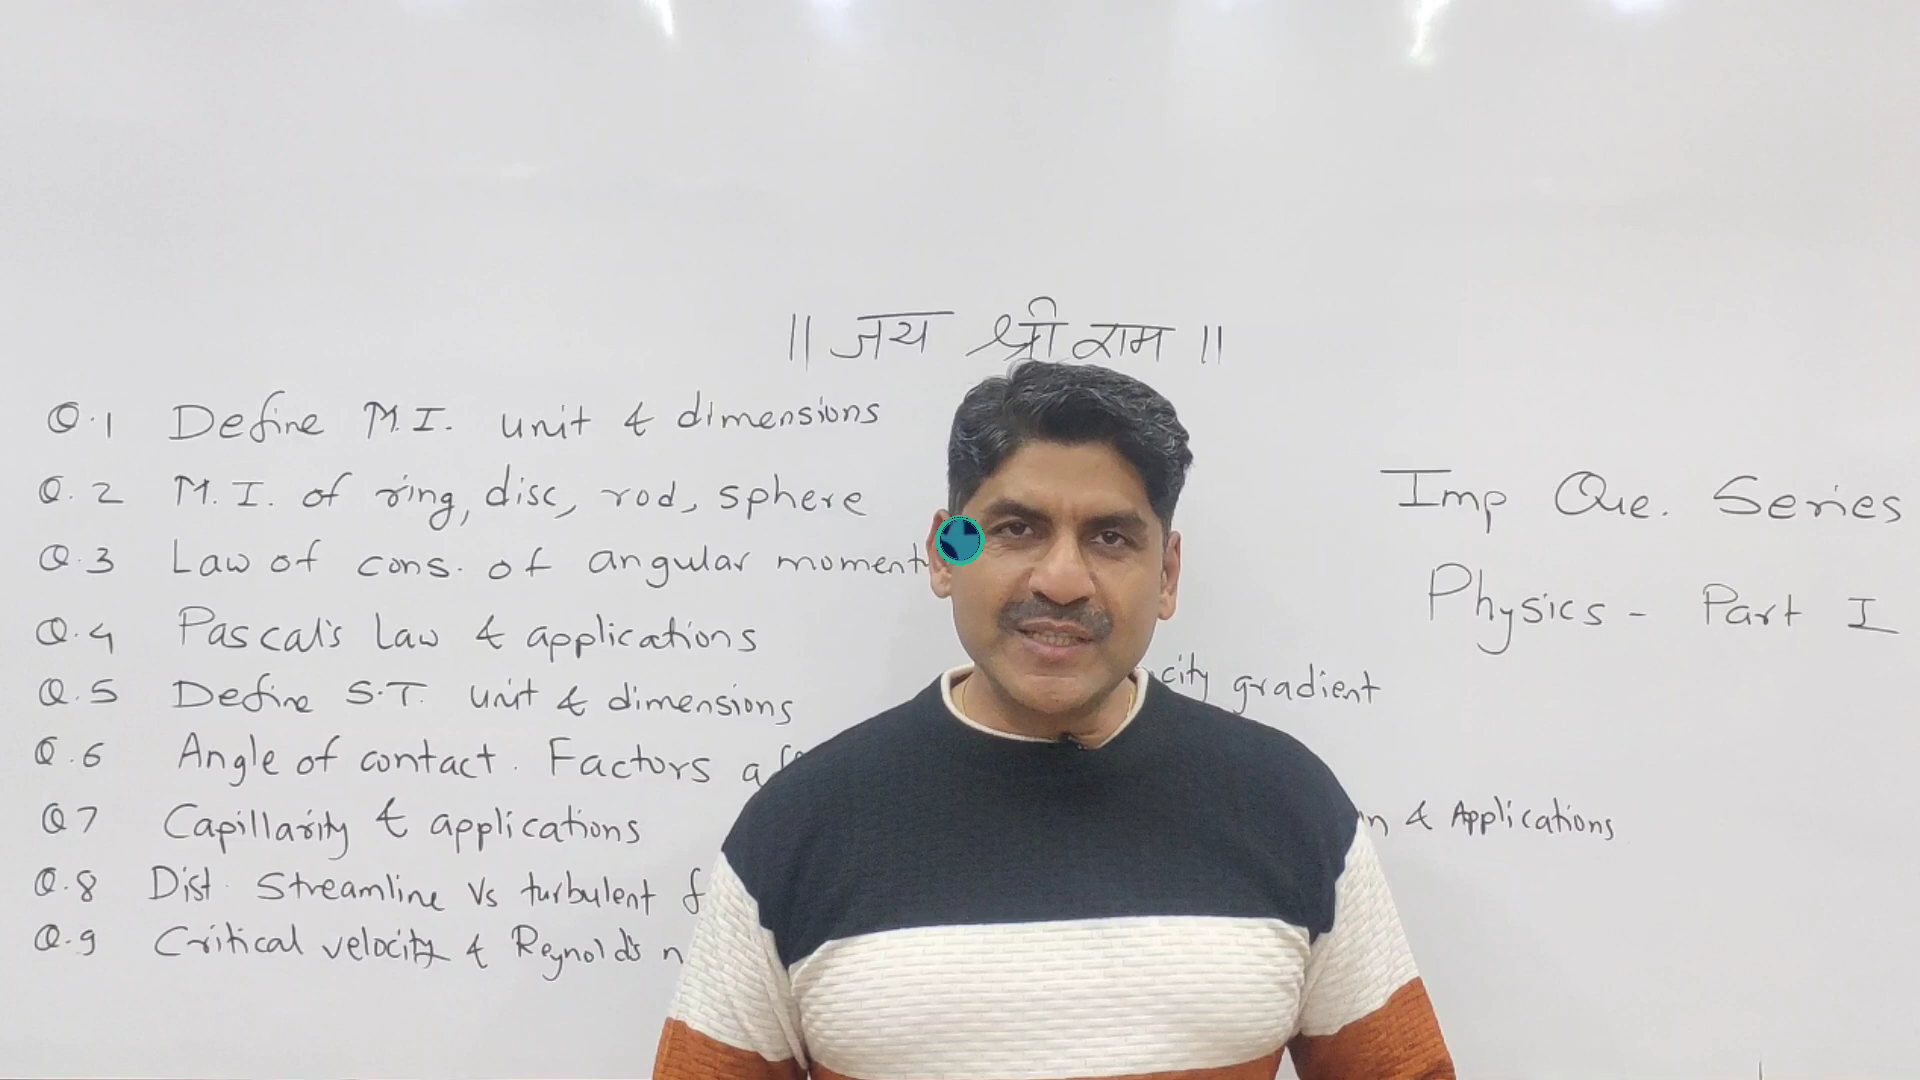 ॥ जय श्री राम ॥
Q.1 Define M.I. unit & dimensions
Q.2 M.I. of ring, disc, rod, sphere
Q.3 Law of cons. of angular moment
Q.4 Pascal's Law & applications
Q.5 Define S.T. unit & dimensions
Q.6 Angle of contact. Factors
Q7 Capillarity & applications
Q.8 Dist. Streamline Vs turbulent f
Q.9 Critical velocity & Reynold's n
city gradient
n & Applications
Imp Que. Series
Physics - Part I